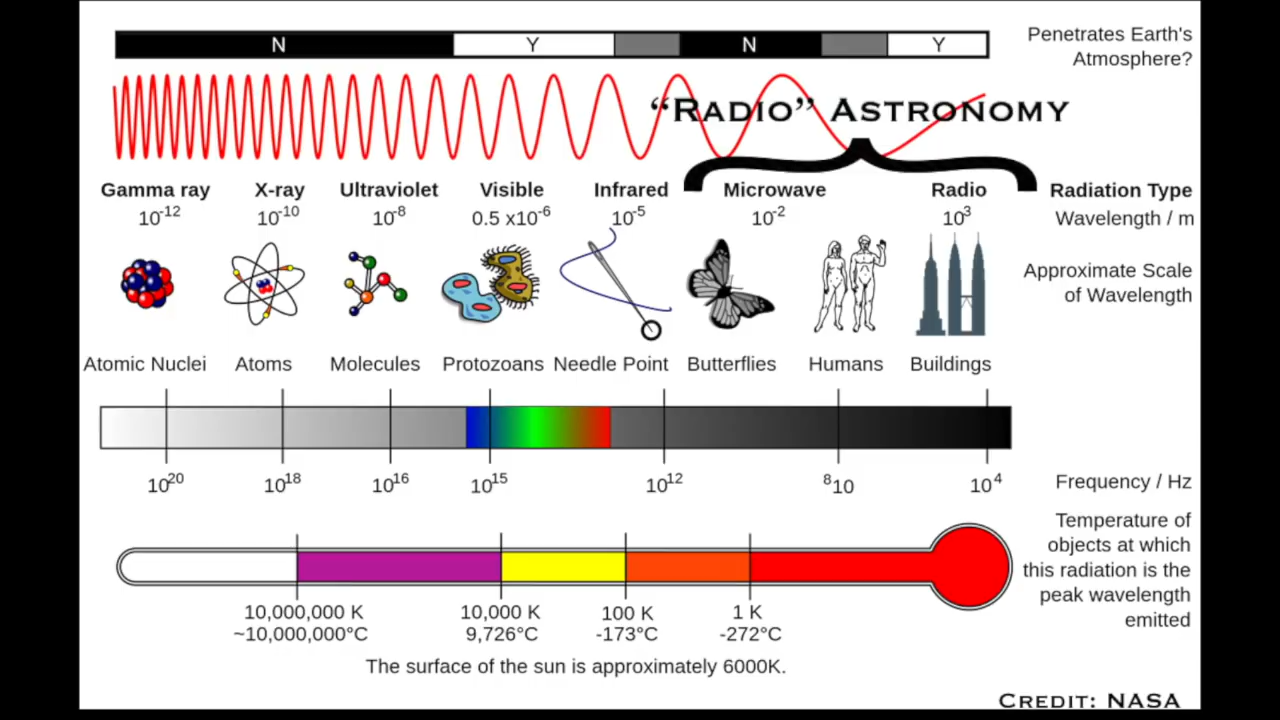 N Y N Y Penetrates Earth's
Atmosphere?
“Radio” Astronomy
Gamma ray X-ray Ultraviolet Visible Infrared Microwave Radio Radiation Type
10-12 10-10 10-8 0.5 x10-6 10-5 10-2 103 Wavelength / m
Approximate Scale
of Wavelength
Atomic Nuclei Atoms Molecules Protozoans Needle Point Butterflies Humans Buildings
1020 1018 1016 1015 1012 810 104 Frequency / Hz
Temperature of
objects at which
this radiation is the
peak wavelength
emitted
10,000,000 K 10,000 K 100 K 1 K
~10,000,000°C 9,726°C -173°C -272°C
The surface of the sun is approximately 6000K.
Credit: NASA